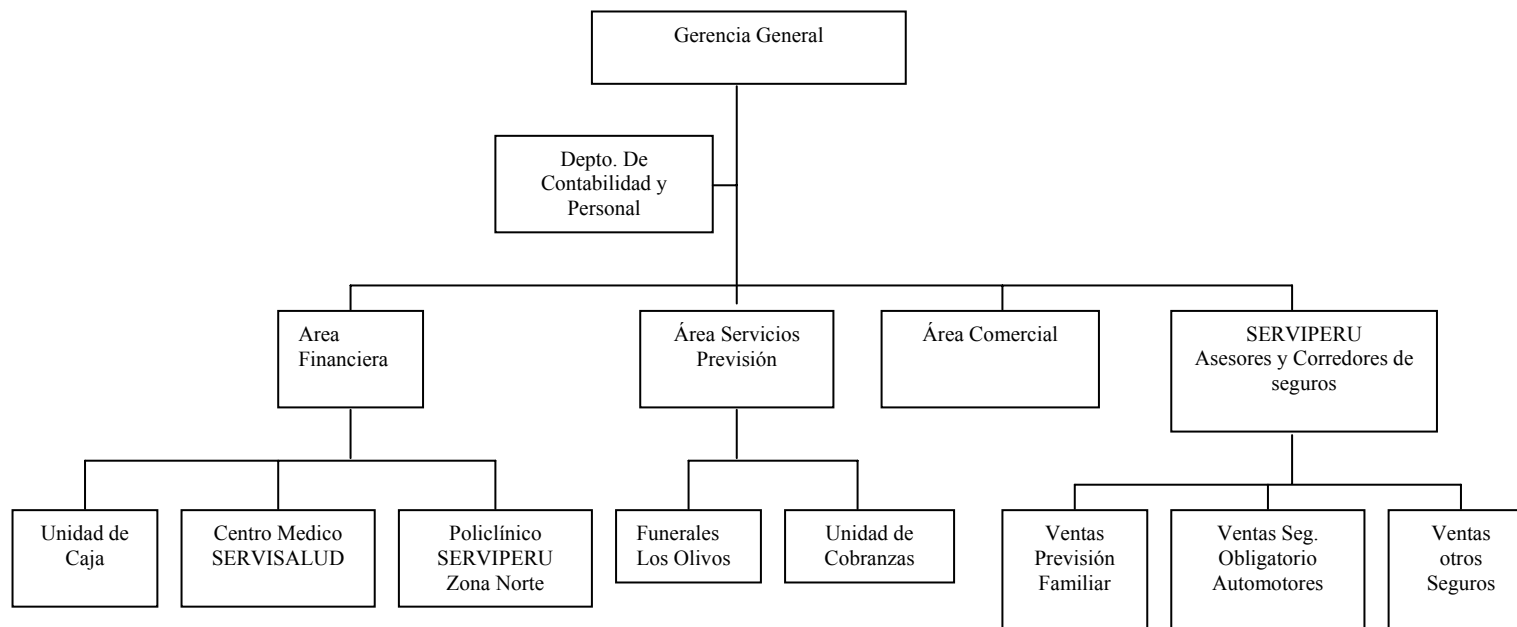 Gerencia General
Depto. De
Contabilidad y
Personal
Area
Financiera
Área Servicios
Previsión
Área Comercial
SERVIPERU
Asesores y Corredores de
seguros
Unidad de
Caja
Centro Medico
SERVISALUD
Policlínico
SERVIPERU
Zona Norte
Funerales
Los Olivos
Unidad de
Cobranzas
Ventas
Previsión
Familiar
Ventas Seg.
Obligatorio
Automotores
Ventas
otros
Seguros